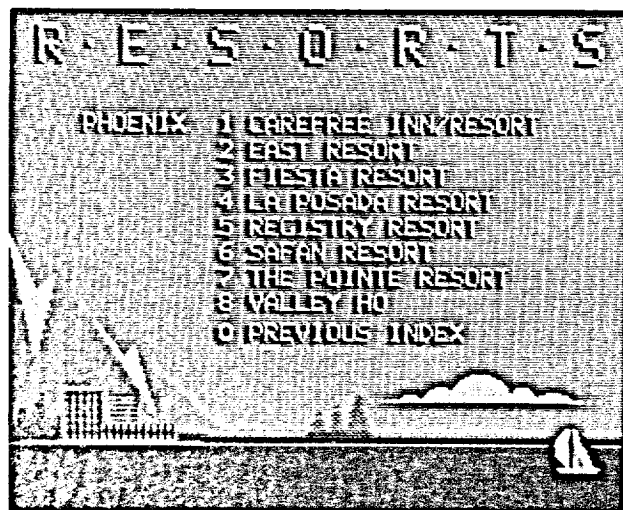 R·E·S·O·R·T·S
PHOENIX 1 CAREFREE INN/RESORT
2 EAST RESORT
3 FIESTA RESORT
4 LA POSADA RESORT
5 REGISTRY RESORT
6 SAFAN RESORT
7 THE POINTE RESORT
8 VALLEY HO
0 PREVIOUS INDEX